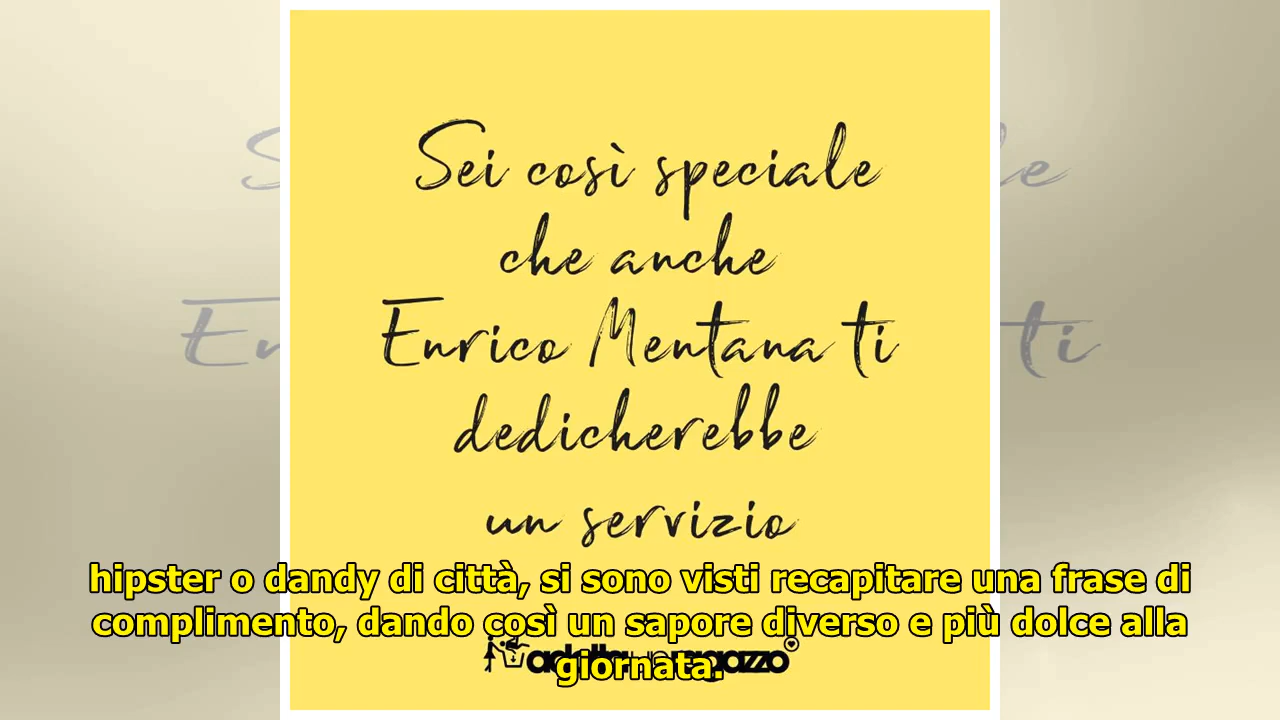 Sei così speciale
che anche
Enrico Mentana ti
dedicherebbe
un servizio
hipster o dandy di città, si sono visti recapitare una frase di
complimento, dando così un sapore diverso e più dolce alla
giornata.